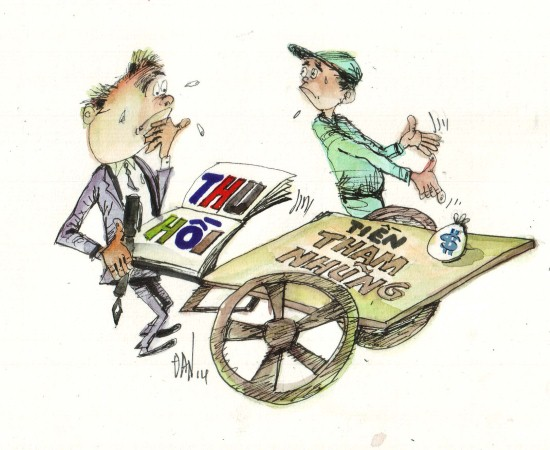 THU
HỒI
TIỀN
THAM
NHŨNG
$
ĐAN 14